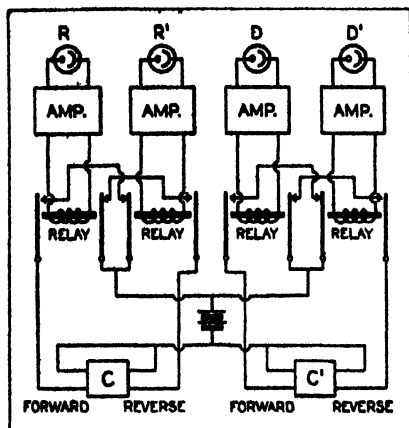 R R' D D'
AMP. AMP. AMP. AMP.
RELAY RELAY RELAY RELAY
C C'
FORWARD REVERSE FORWARD REVERSE